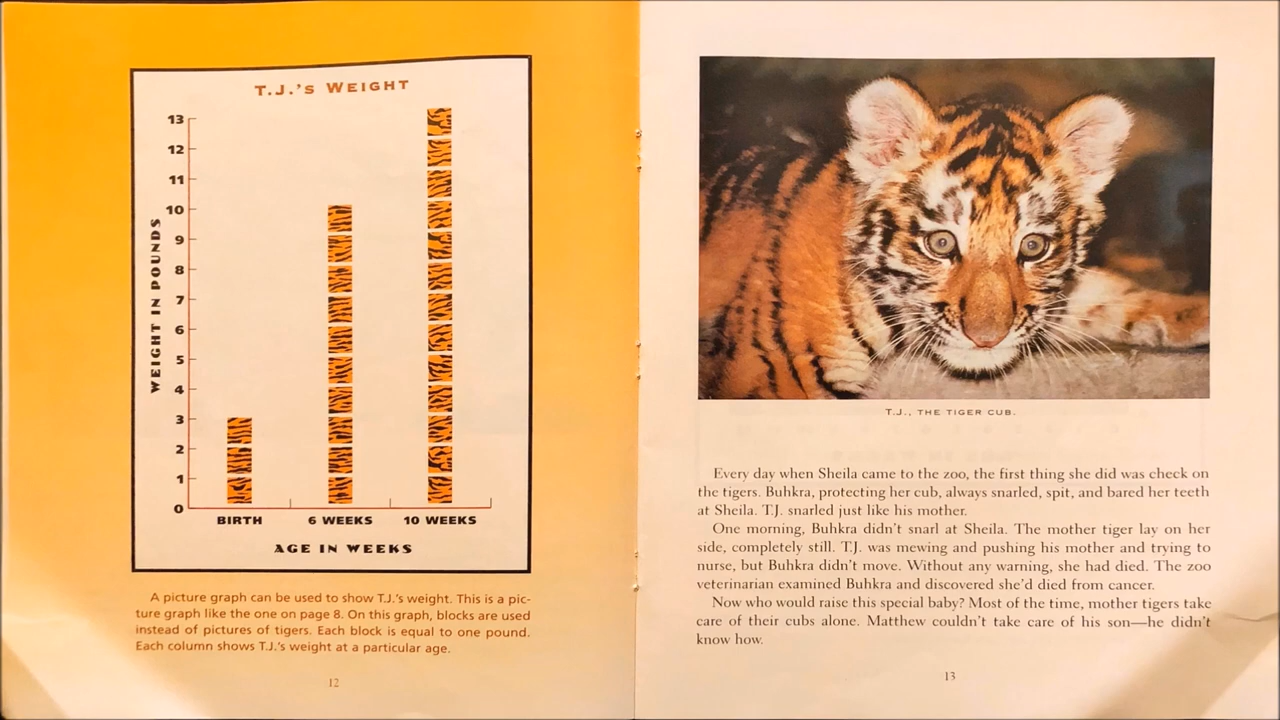 T.J.'S WEIGHT
13
12
11
10
9
8
7
6
5
4
3
2
1
0
WEIGHT IN POUNDS
BIRTH 6 WEEKS 10 WEEKS
AGE IN WEEKS
A picture graph can be used to show T.J.'s weight. This is a pic-
ture graph like the one on page 8. On this graph, blocks are used
instead of pictures of tigers. Each block is equal to one pound.
Each column shows T.J.'s weight at a particular age.
12
T.J., THE TIGER CUB.
Every day when Sheila came to the zoo, the first thing she did was check on
the tigers. Buhkra, protecting her cub, always snarled, spit, and bared her teeth
at Sheila. T.J. snarled just like his mother.
One morning, Buhkra didn't snarl at Sheila. The mother tiger lay on her
side, completely still. T.J. was mewing and pushing his mother and trying to
nurse, but Buhkra didn't move. Without any warning, she had died. The zoo
veterinarian examined Buhkra and discovered she'd died from cancer.
Now who would raise this special baby? Most of the time, mother tigers take
care of their cubs alone. Matthew couldn't take care of his son—he didn't
know how.
13